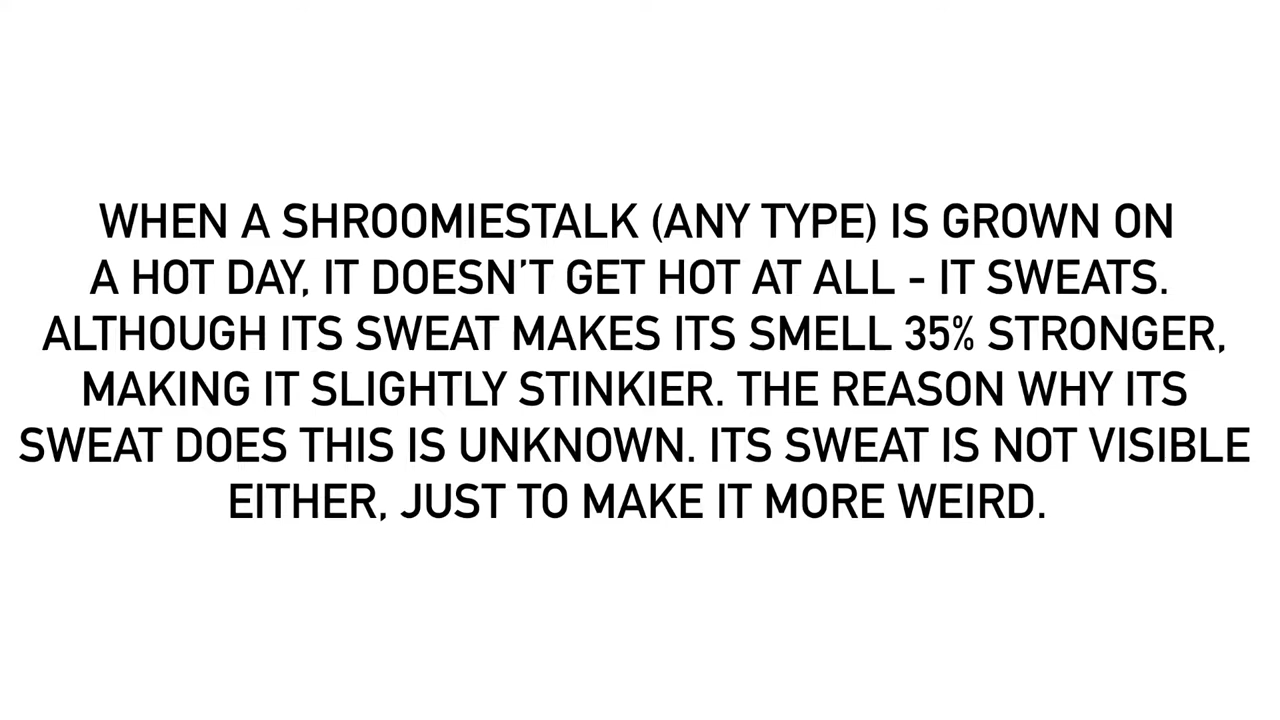 WHEN A SHROOMIESTALK (ANY TYPE) IS GROWN ON
A HOT DAY, IT DOESN'T GET HOT AT ALL - IT SWEATS.
ALTHOUGH ITS SWEAT MAKES ITS SMELL 35% STRONGER,
MAKING IT SLIGHTLY STINKIER. THE REASON WHY ITS
SWEAT DOES THIS IS UNKNOWN. ITS SWEAT IS NOT VISIBLE
EITHER, JUST TO MAKE IT MORE WEIRD.